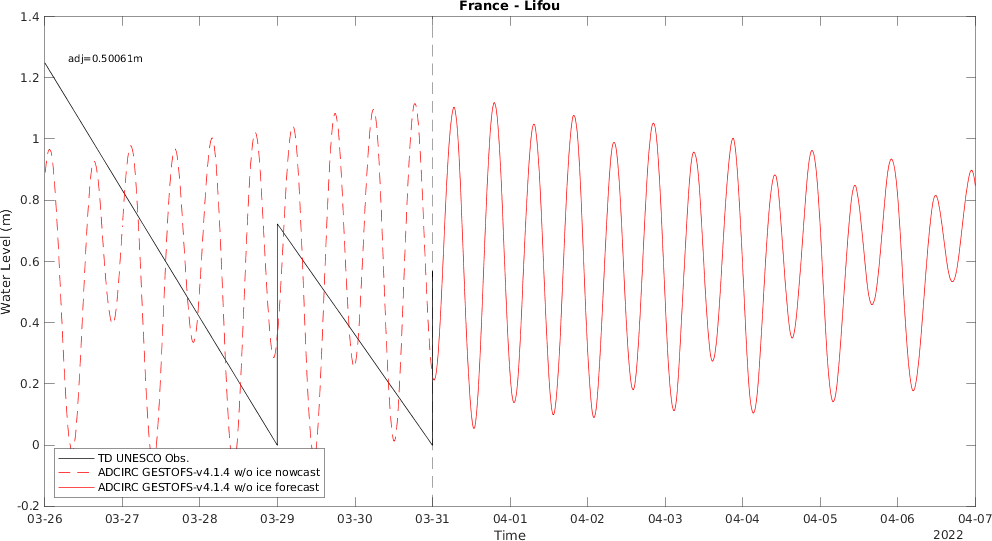 France - Lifou
adj=0.50061m
1.4
1.2
1
0.8
0.6
0.4
0.2
0
-0.2
Water Level (m)
TD UNESCO Obs.
ADCIRC GESTOFS-v4.1.4 w/o ice nowcast
ADCIRC GESTOFS-v4.1.4 w/o ice forecast
03-26 03-27 03-28 03-29 03-30 03-31 04-01 04-02 04-03 04-04 04-05 04-06 04-07
Time
2022